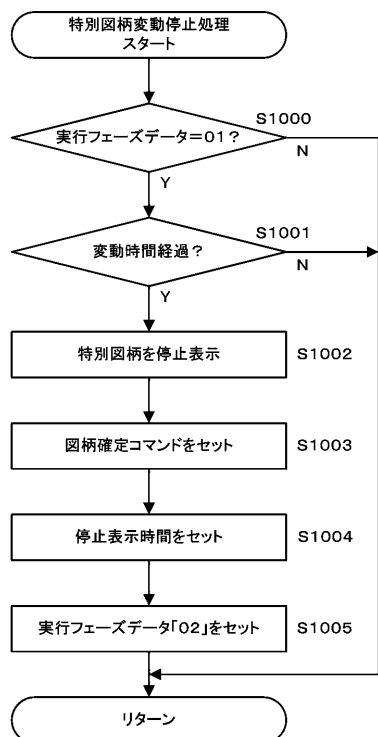 特別図柄変動停止処理
スタート
S1000
実行フェーズデータ=01?
N
Y
S1001
変動時間経過?
N
Y
特別図柄を停止表示
S1002
図柄確定コマンドをセット
S1003
停止表示時間をセット
S1004
実行フェーズデータ「02」をセット
S1005
リターン